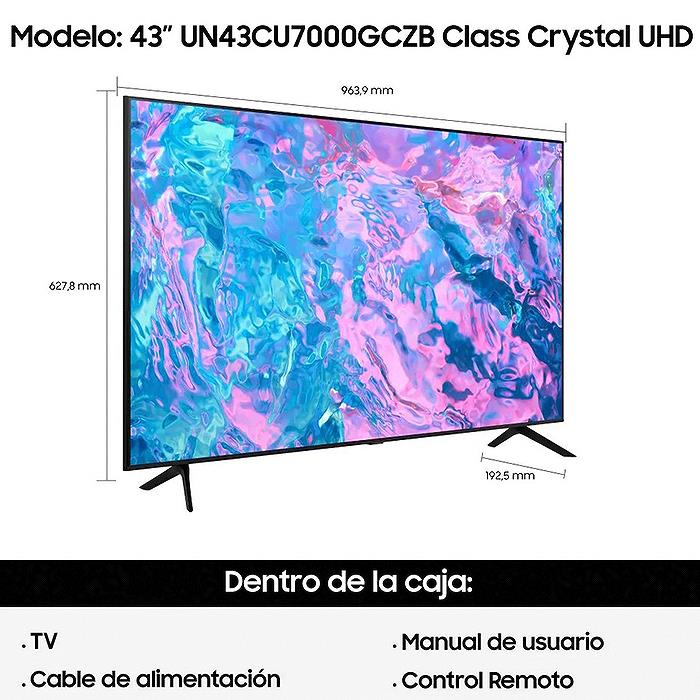 Modelo: 43” UN43CU7000GCZB Class Crystal UHD
963,9 mm
627,8 mm
192,5 mm
Dentro de la caja:
. TV
. Manual de usuario
. Cable de alimentación
. Control Remoto